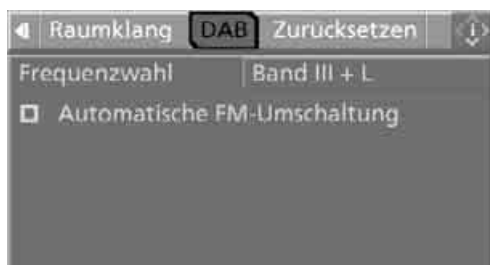 Raumklang DAB Zurücksetzen
Frequenzwahl Band III + L
Automatische FM-Umschaltung